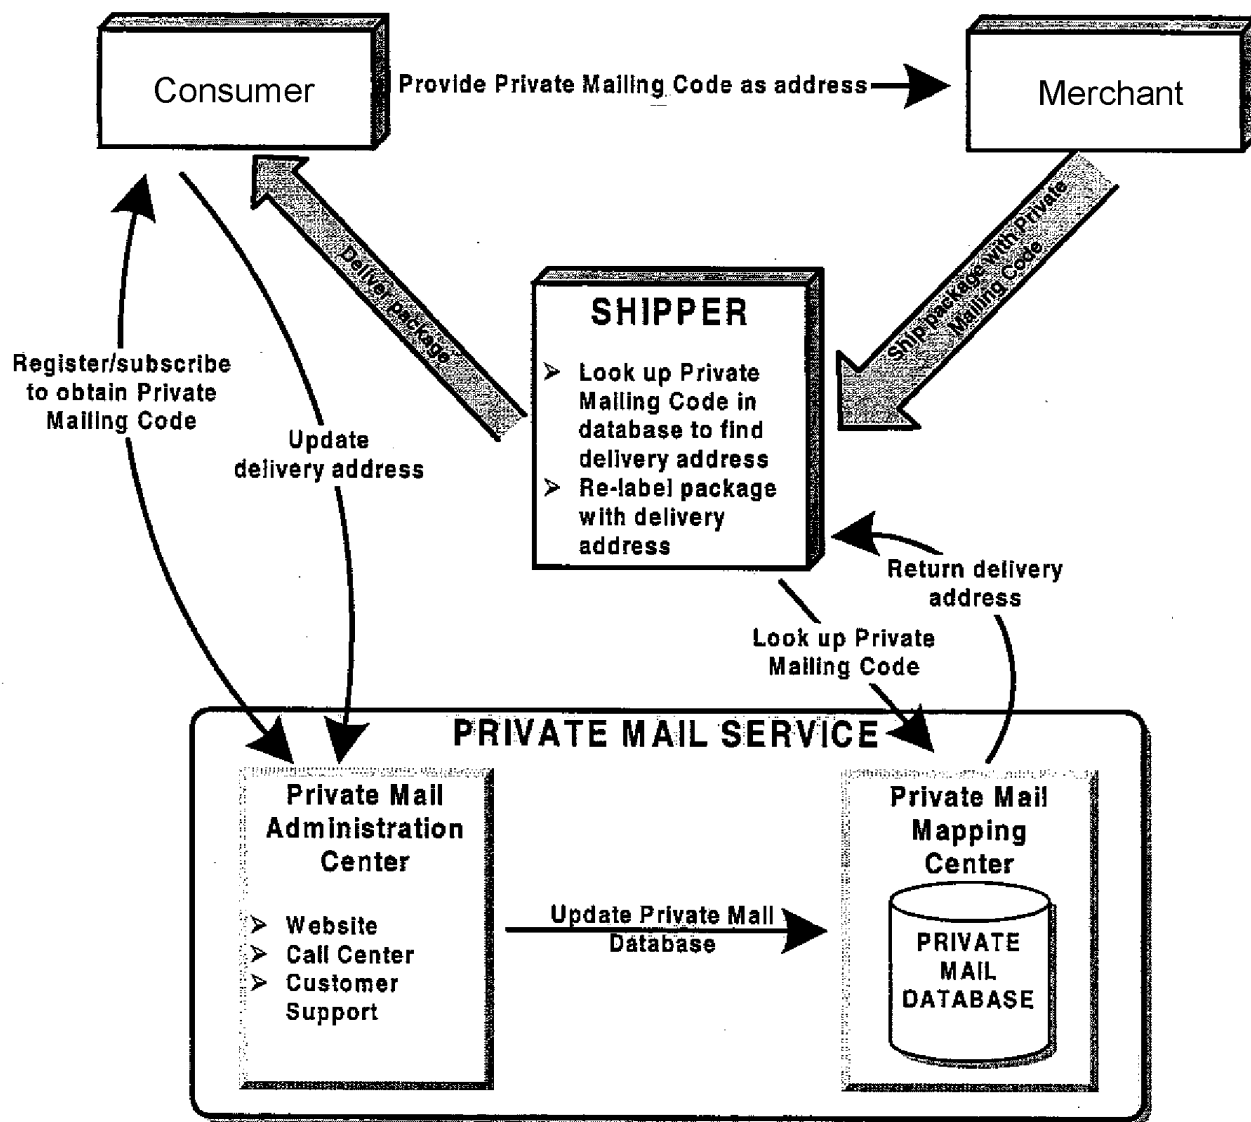 Consumer
Provide Private Mailing Code as address
Merchant
Deliver package
Ship package with Private
Mailing Code
SHIPPER
➢ Look up Private
Mailing Code in
database to find
delivery address
➢ Re-label package
with delivery
address
Register/subscribe
to obtain Private
Mailing Code
Update
delivery address
Return delivery
address
Look up Private
Mailing Code
PRIVATE MAIL SERVICE
Private Mail
Administration
Center
➢ Website
➢ Call Center
➢ Customer
Support
Update Private Mail
Database
Private Mail
Mapping
Center
PRIVATE
MAIL
DATABASE